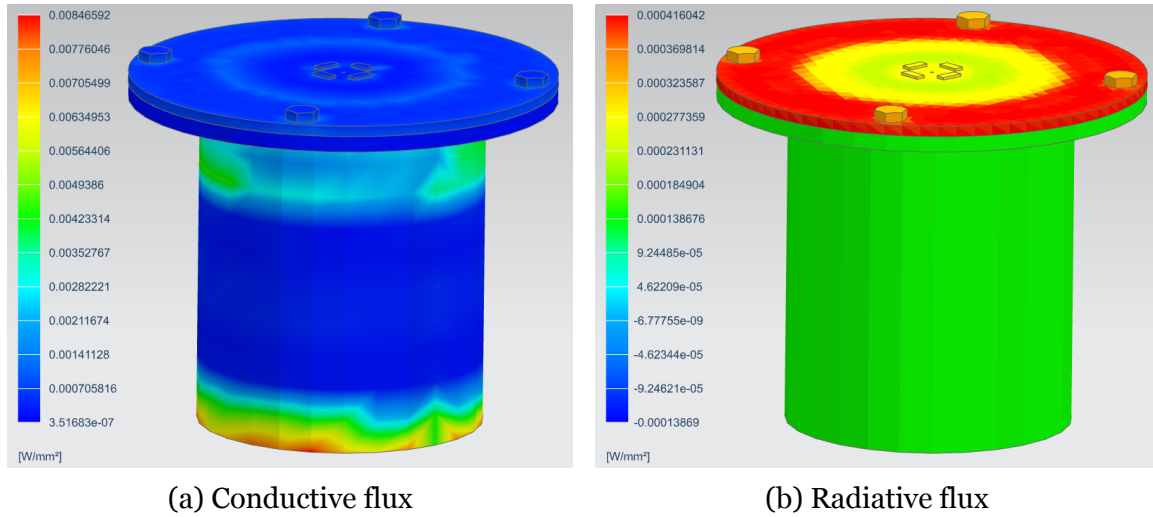 0.00846592
0.00776046
0.00705499
0.00634953
0.00564406
0.0049386
0.00423314
0.00352767
0.00282221
0.00211674
0.00141128
0.000705816
3.51683e-07
[W/mm²]
(a) Conductive flux
0.000416042
0.000369814
0.000323587
0.000277359
0.000231131
0.000184904
0.000138676
9.24485e-05
4.62209e-05
-6.77755e-09
-4.62344e-05
-9.24621e-05
-0.00013869
[W/mm²]
(b) Radiative flux